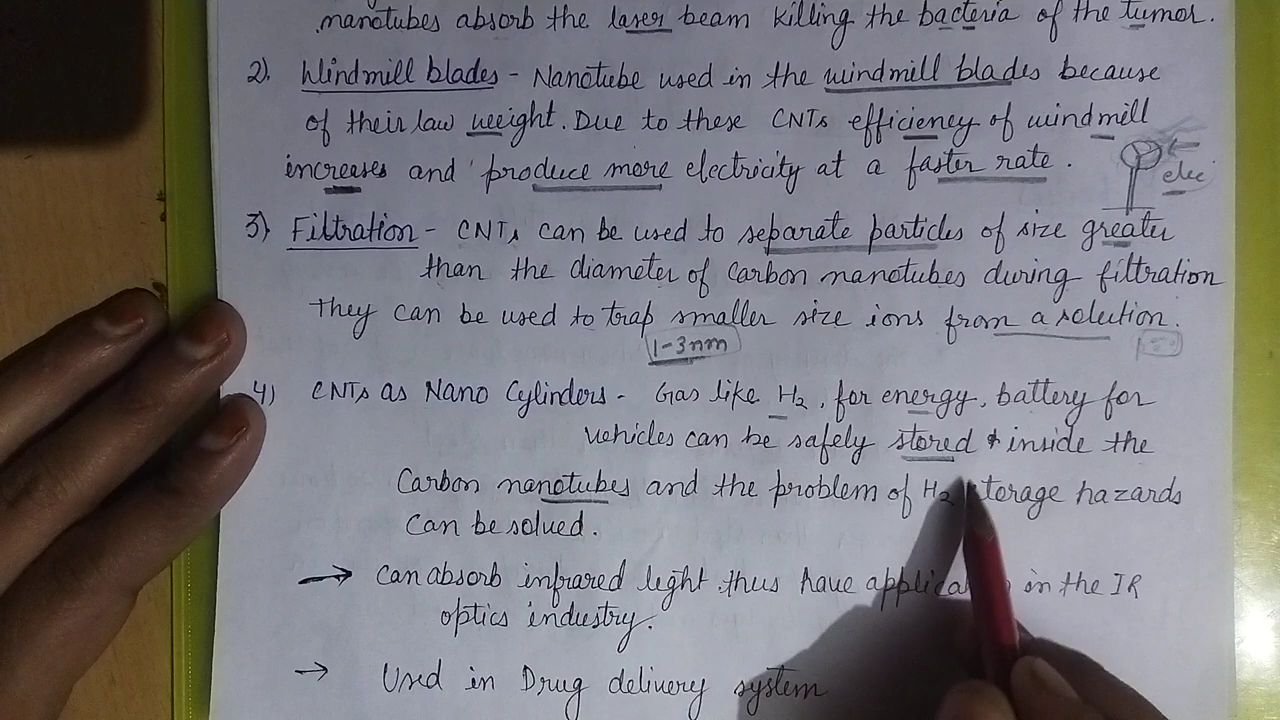 nanotubes absorb the laser beam killing the bacteria of the tumor.
2). Windmill blades - Nanotube used in the windmill blades because
of their law weight. Due to these CNTs efficiency of windmill
increases and produce more electricity at a faster rate.
elec
3) Filtration - CNTs can be used to separate particles of size greater
than the diameter of carbon nanotubes during filtration
They can be used to trap smaller size ions from a solution.
1-3nm
4) CNTs as Nano Cylinders - Gas like H2, for energy, battery for
vehicles can be safely stored inside the
Carbon nanotubes and the problem of H2 storage hazards
can be solved.
→ can absorb infrared light thus have in the IR
optics industry.
→ Used in Drug delivery system